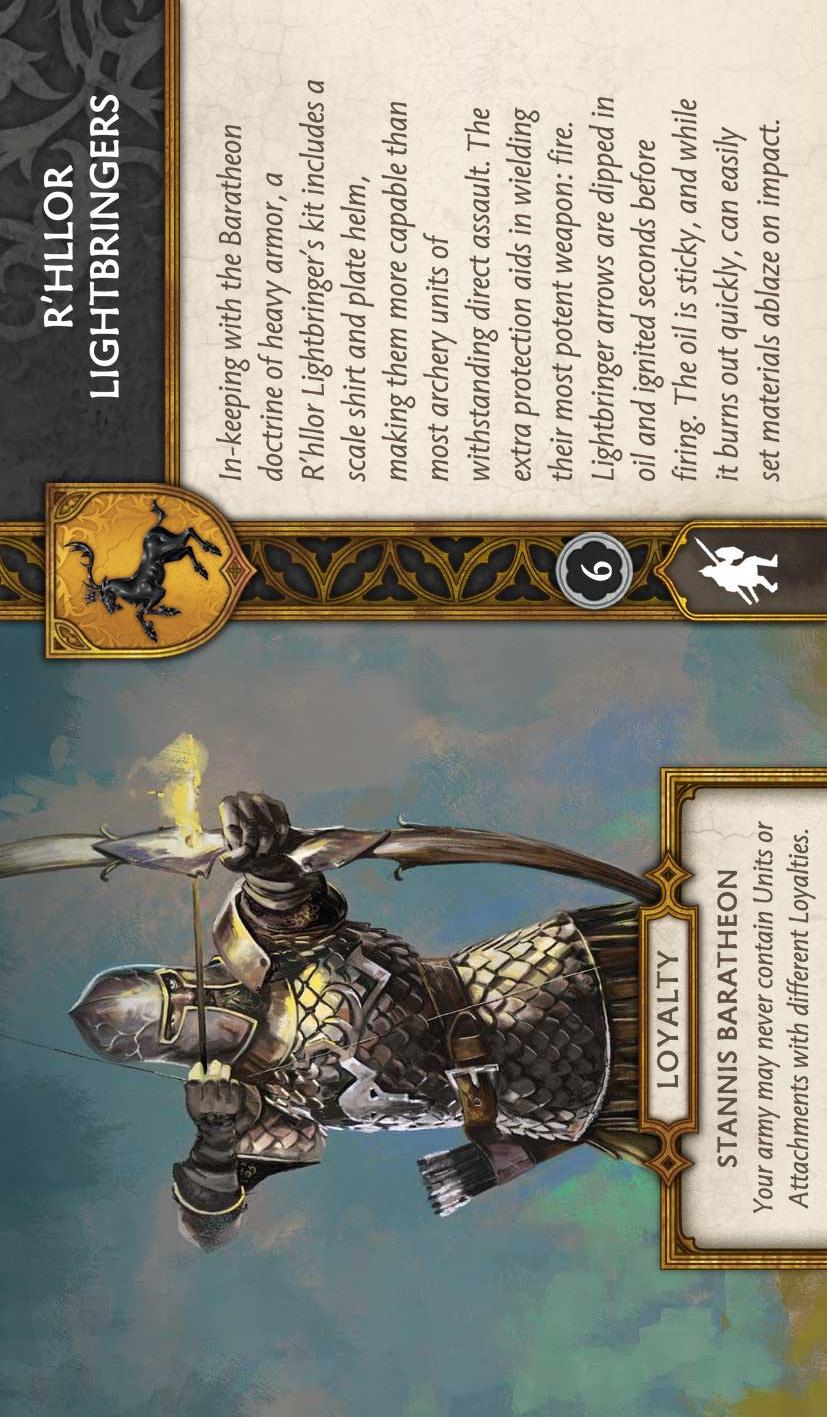 R'HLLOR
LIGHTBRINGERS
In-keeping with the Baratheon
doctrine of heavy armor, a
R'hllor Lightbringer's kit includes a
scale shirt and plate helm,
making them more capable than
most archery units of
withstanding direct assault. The
extra protection aids in wielding
their most potent weapon: fire.
Lightbringer arrows are dipped in
oil and ignited seconds before
firing. The oil is sticky, and while
it burns out quickly, can easily
set materials ablaze on impact.
6
LOYALTY
STANNIS BARATHEON
Your army may never contain Units or
Attachments with different Loyalties.